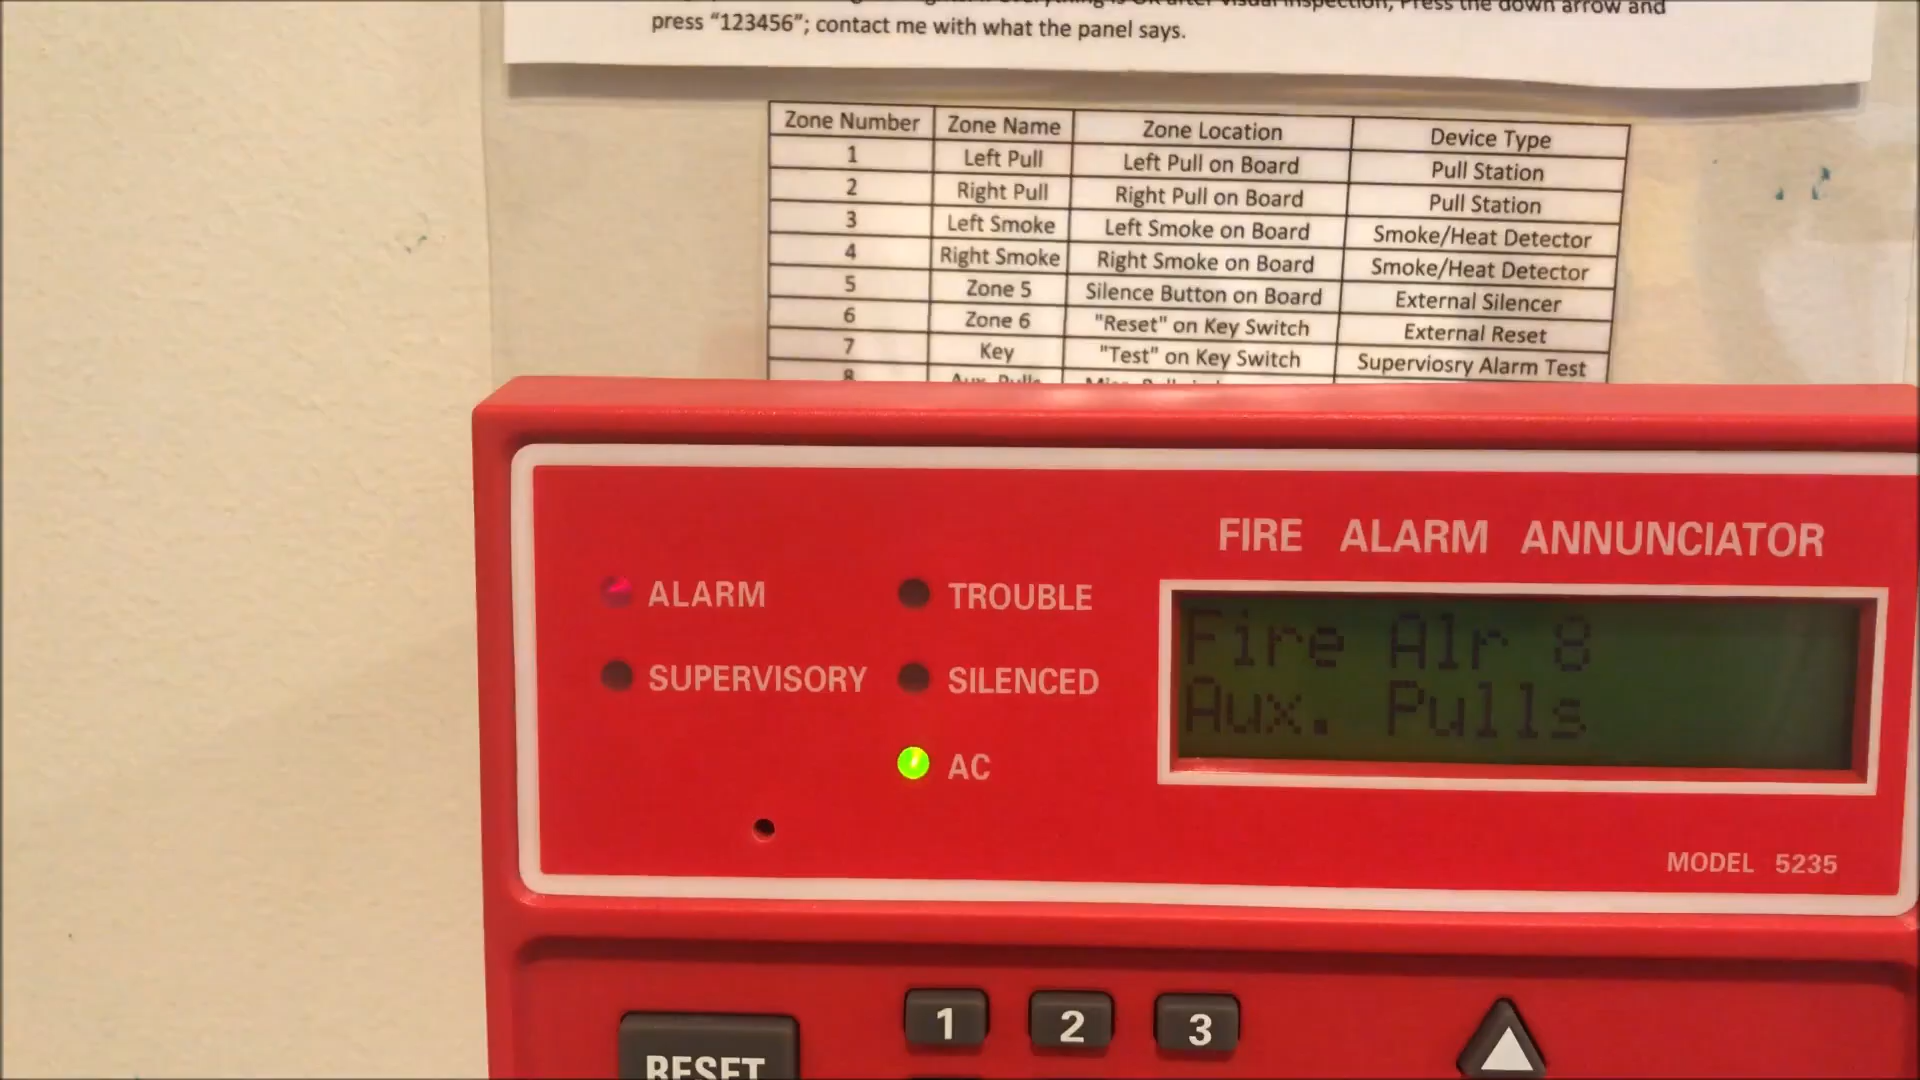 press "123456"; contact me with what the panel says.
Zone Number Zone Name Zone Location Device Type
1 Left Pull Left Pull on Board Pull Station
2 Right Pull Right Pull on Board Pull Station
3 Left Smoke Left Smoke on Board Smoke/Heat Detector
4 Right Smoke Right Smoke on Board Smoke/Heat Detector
5 Zone 5 Silence Button on Board External Silencer
6 Zone 6 "Reset" on Key Switch External Reset
7 Key "Test" on Key Switch Superviosry Alarm Test
8 Aux. Pulls
FIRE ALARM ANNUNCIATOR
ALARM TROUBLE
SUPERVISORY SILENCED
AC
Fire Alr 8
Aux. Pulls
MODEL 5235
1 2 3
RESET